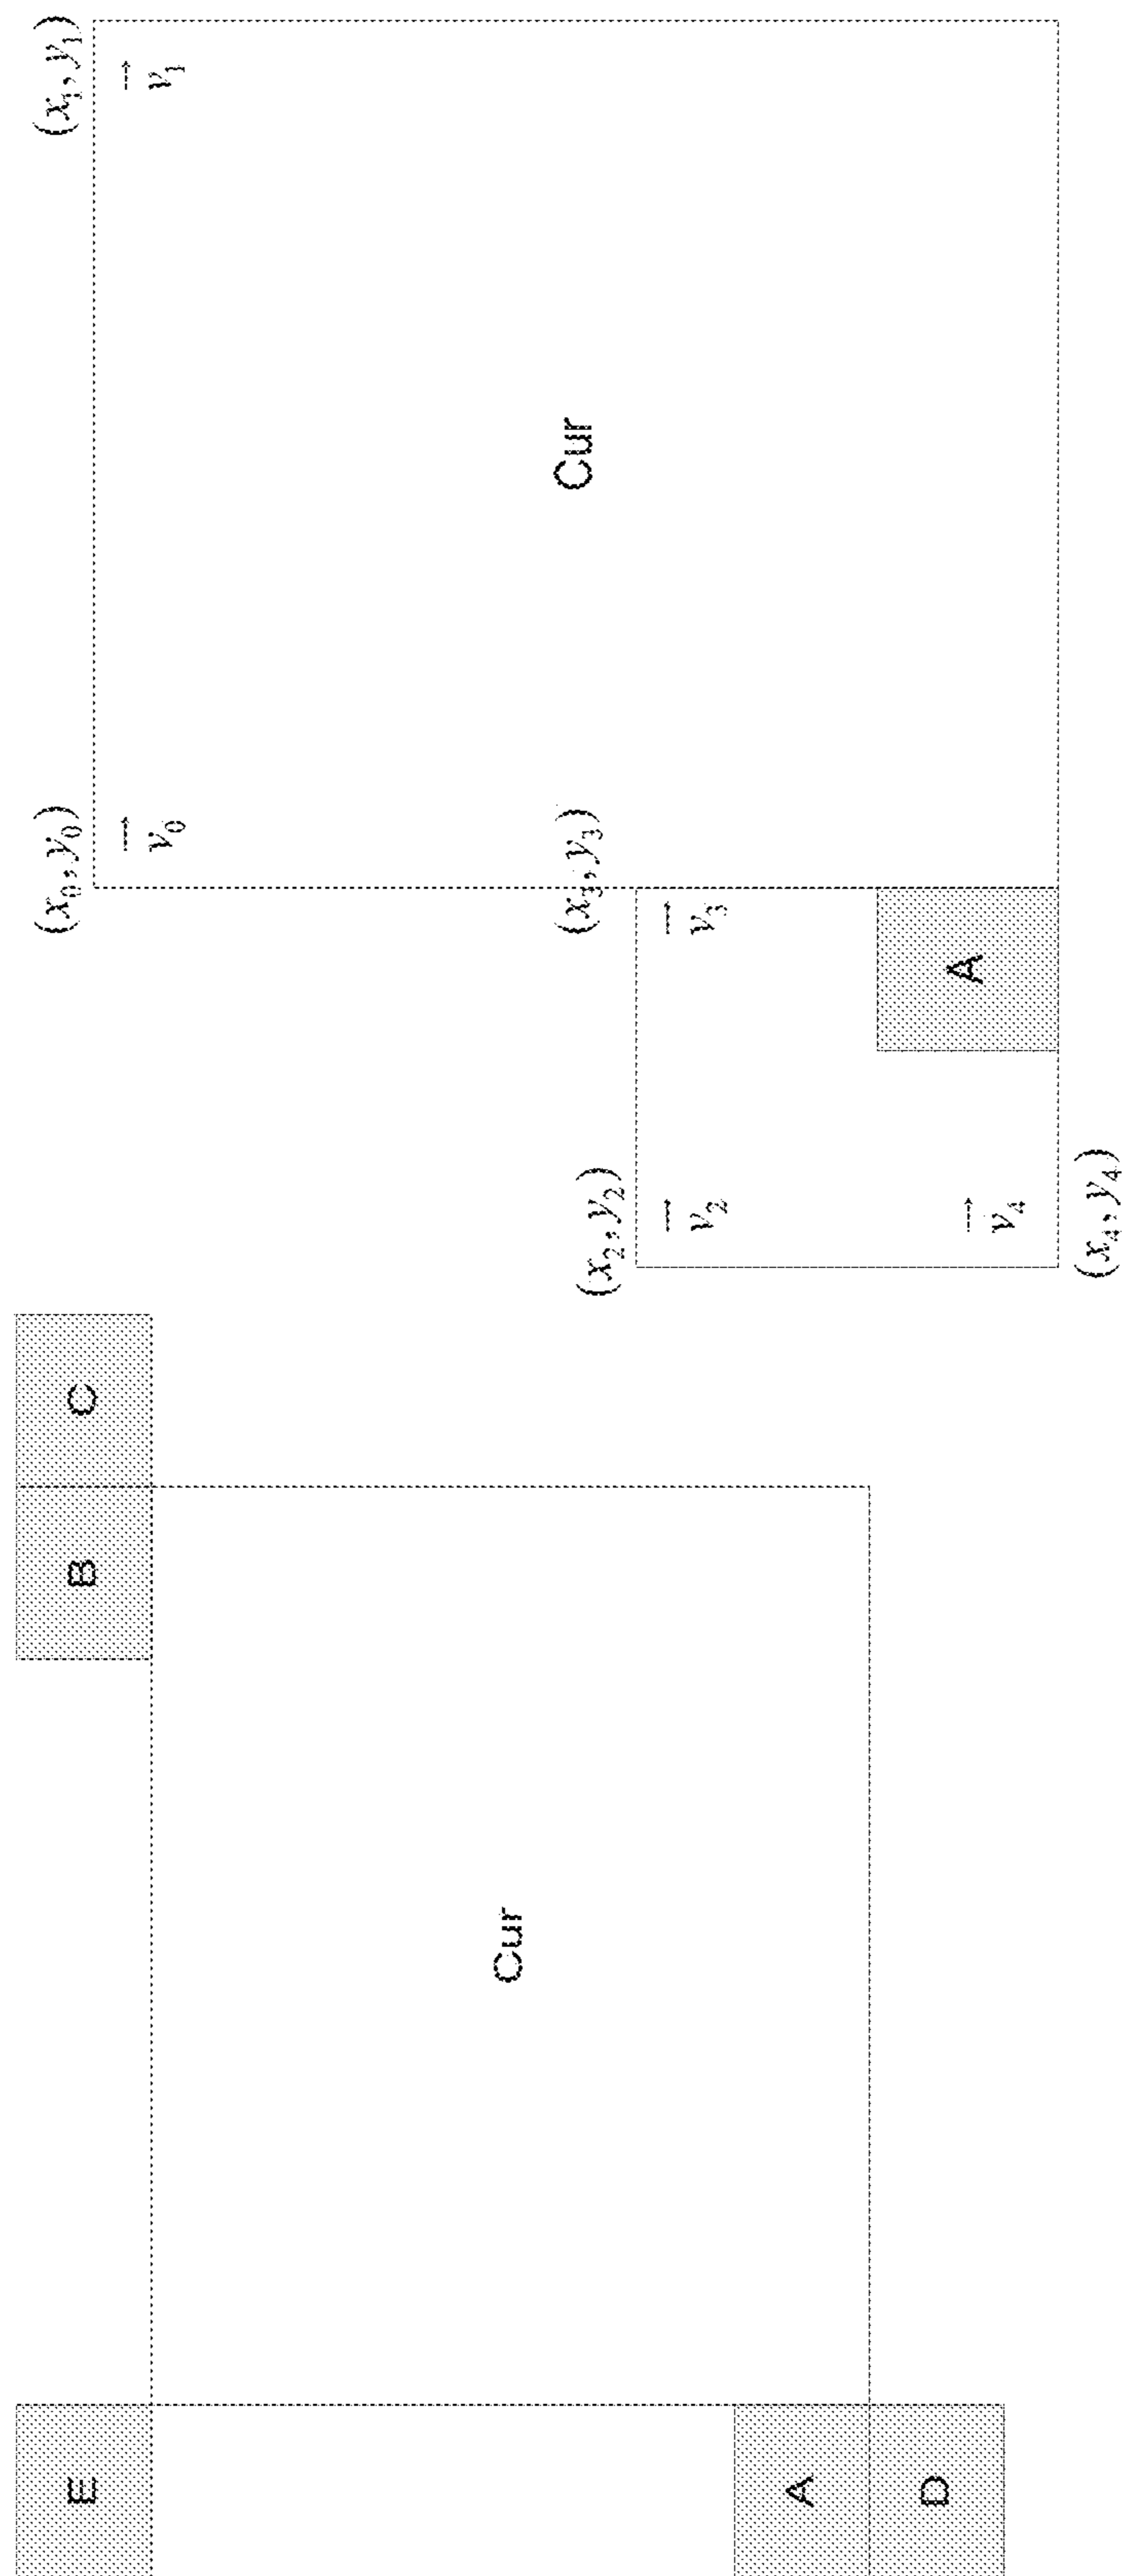 E
B
C
Cur
A
D
(x₀, y₀)
(x₁, y₁)
v₀
v₁
Cur
(x₂, y₂)
(x₃, y₃)
v₂
v₃
A
v₄
(x₄, y₄)